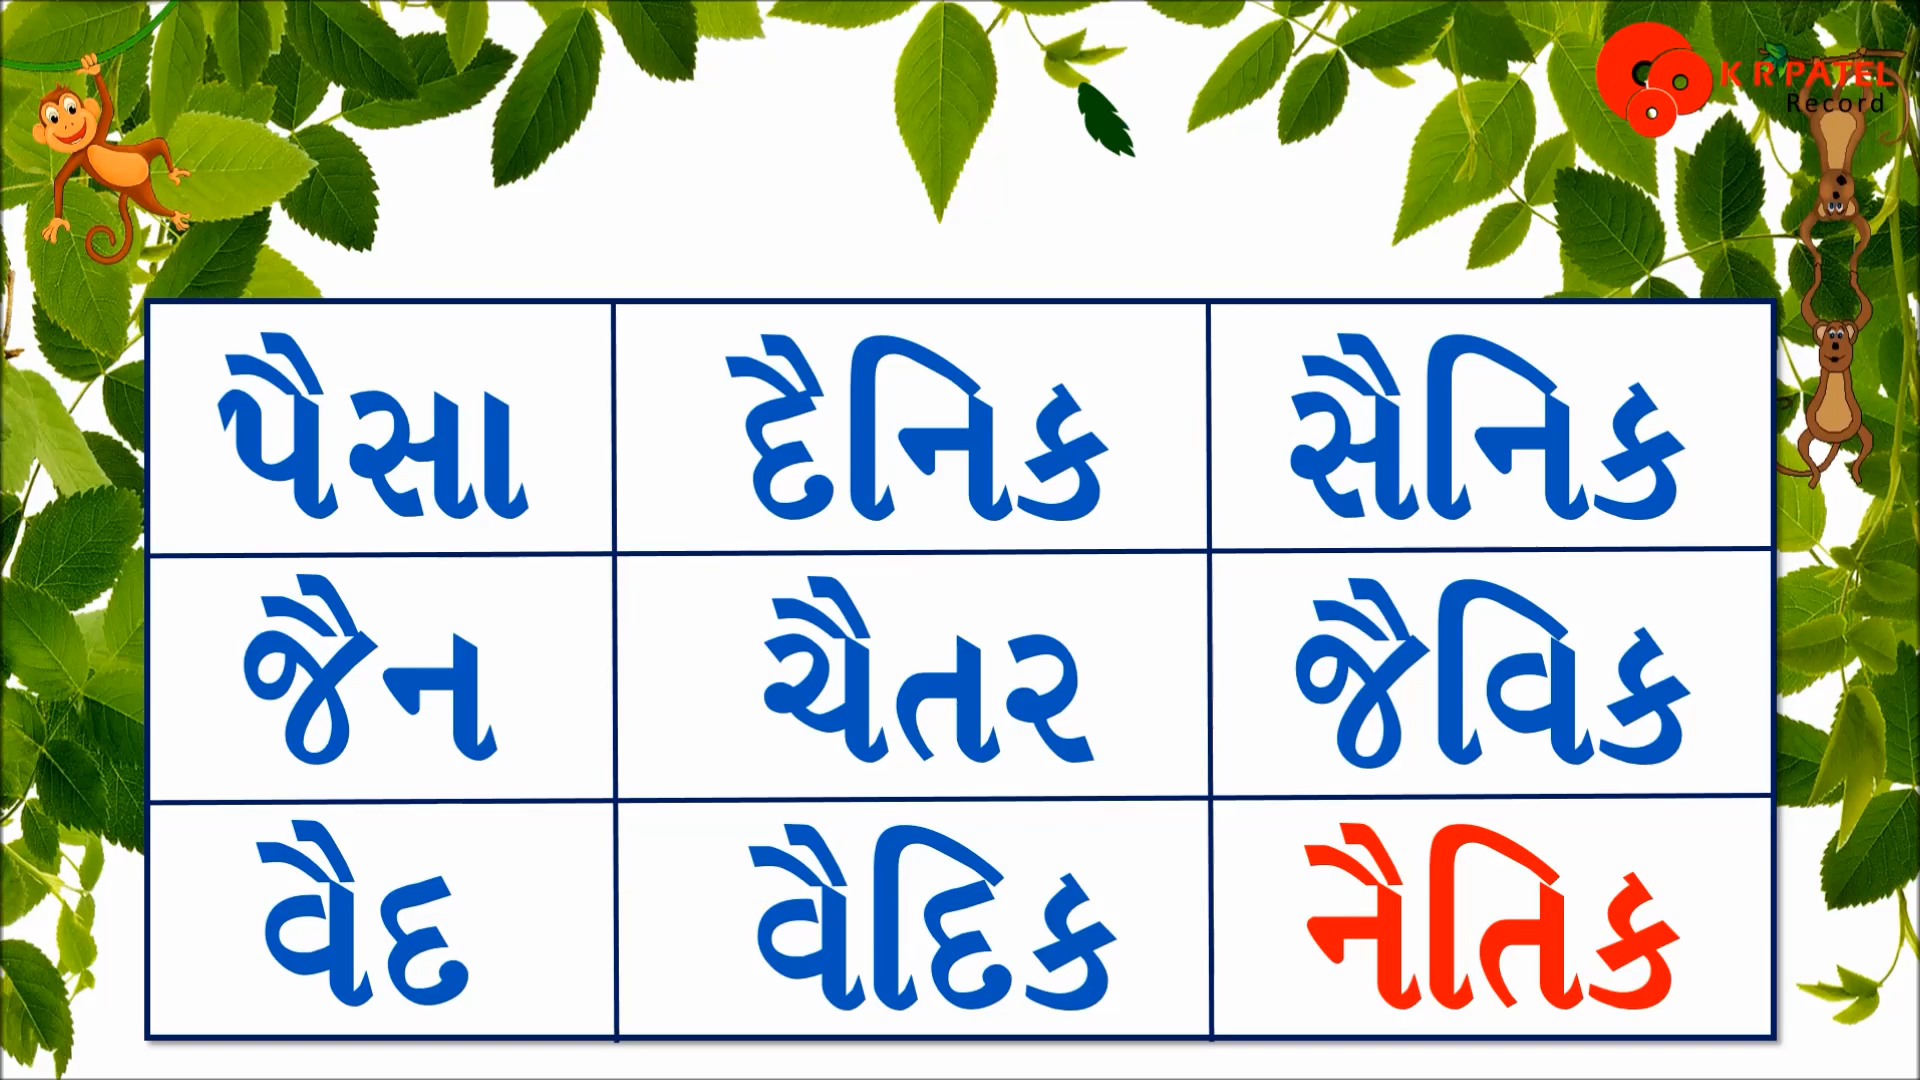 K R PATEL
Record
પૈસા દૈનિક સૈનિક
જૈન ચૈતર જૈવિક
વૈદ વૈદિક નૈતિક